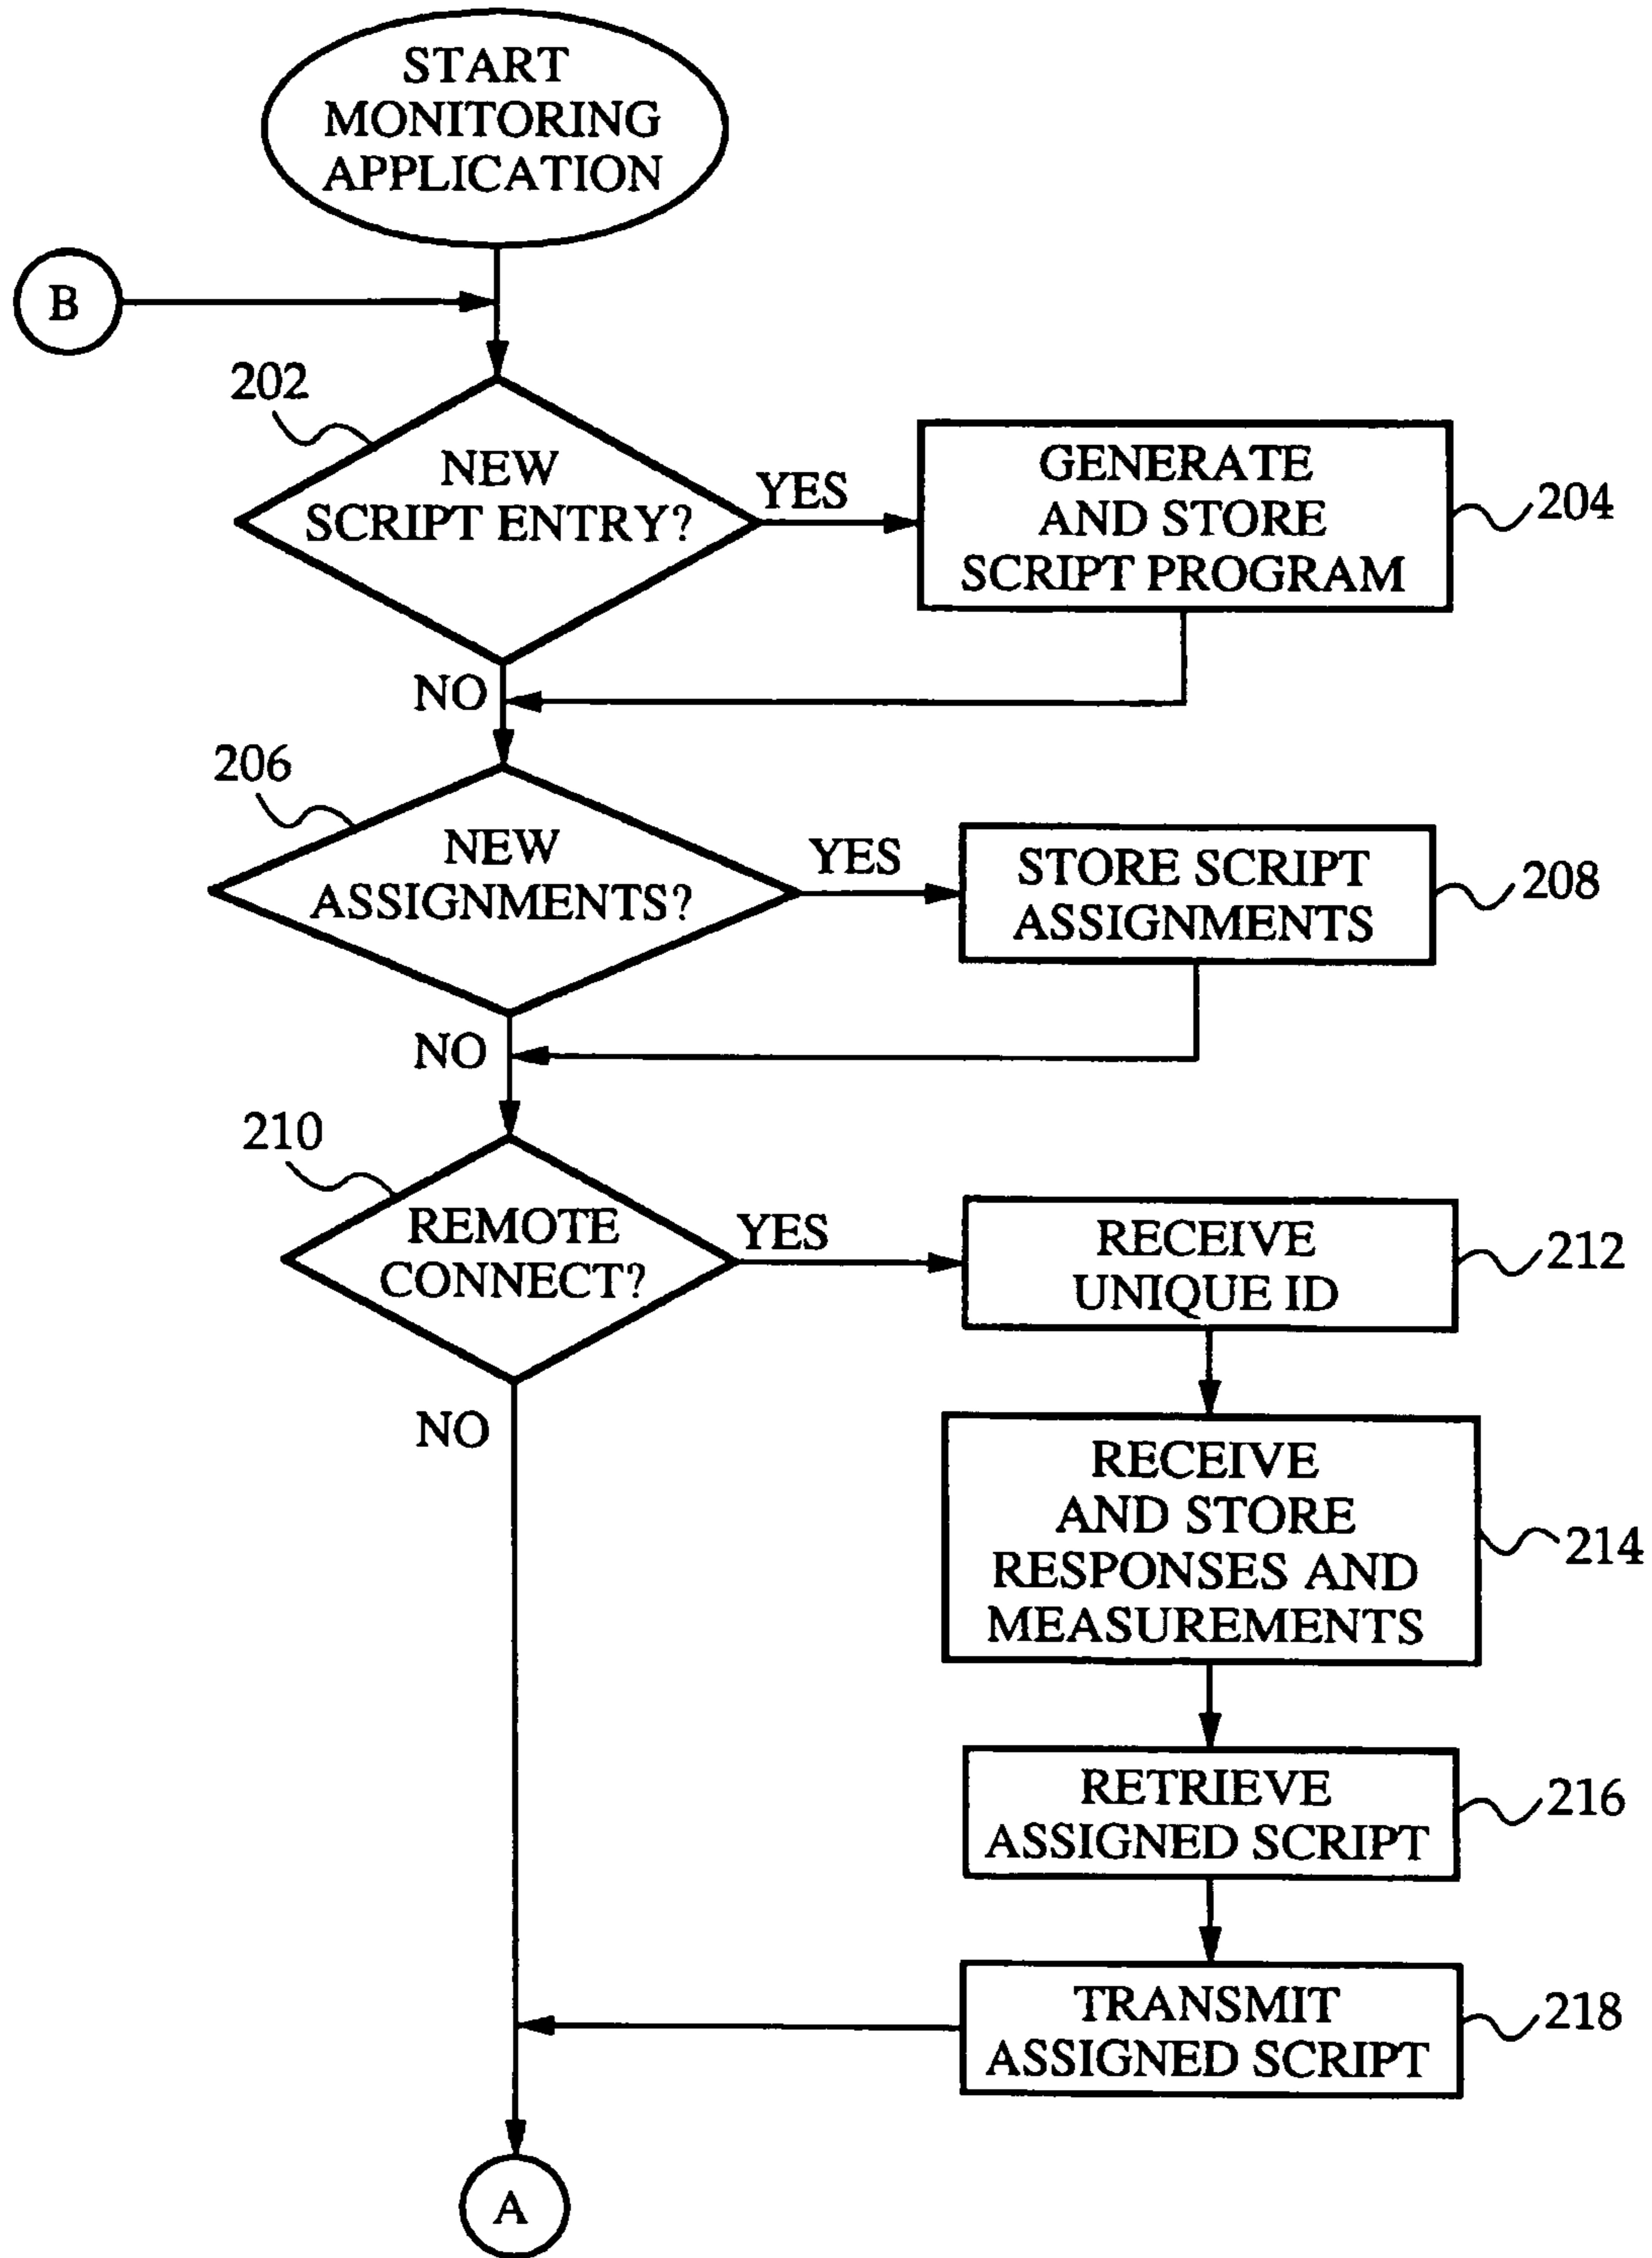 START
MONITORING
APPLICATION
B
202
NEW
SCRIPT ENTRY?
YES
GENERATE
AND STORE
SCRIPT PROGRAM
204
NO
206
NEW
ASSIGNMENTS?
YES
STORE SCRIPT
ASSIGNMENTS
208
NO
210
REMOTE
CONNECT?
YES
RECEIVE
UNIQUE ID
212
NO
RECEIVE
AND STORE
RESPONSES AND
MEASUREMENTS
214
RETRIEVE
ASSIGNED SCRIPT
216
TRANSMIT
ASSIGNED SCRIPT
218
A